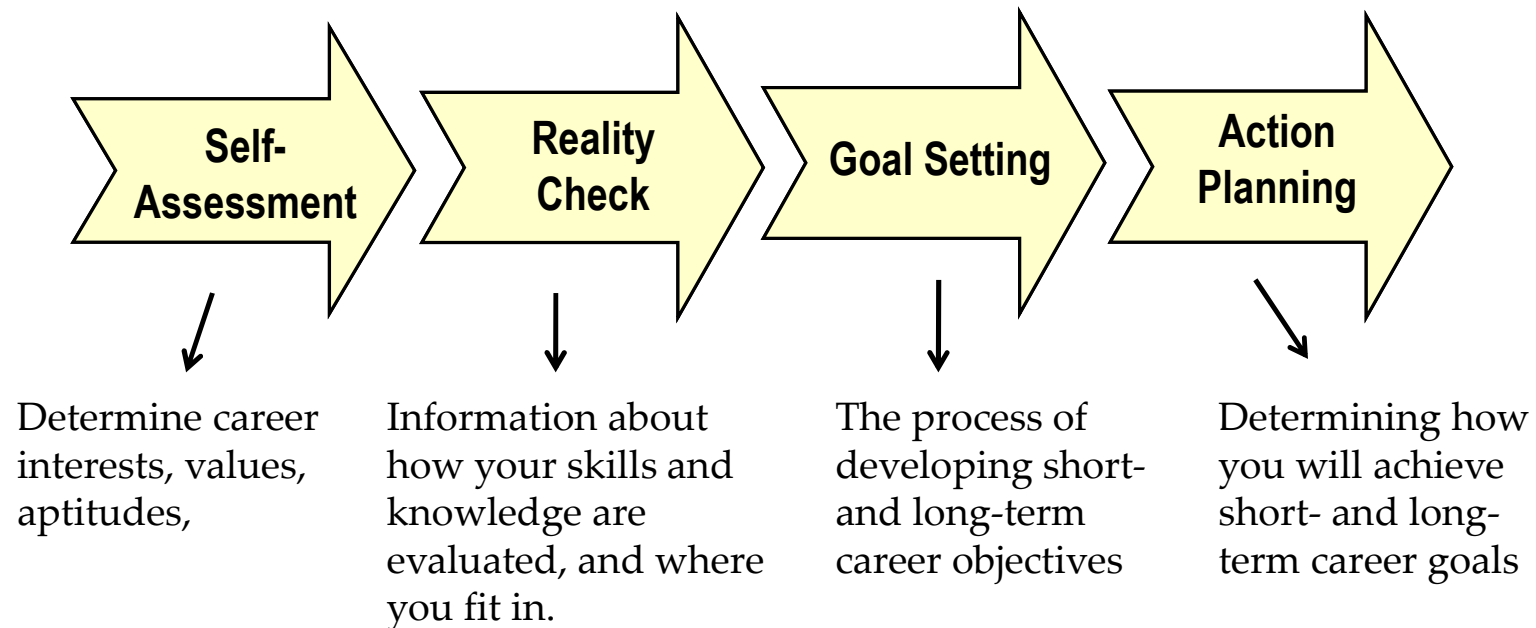 Self-
Assessment
Reality
Check
Goal Setting
Action
Planning
Determine career
interests, values,
aptitudes,
Information about
how your skills and
knowledge are
evaluated, and where
you fit in.
The process of
developing short-
and long-term
career objectives
Determining how
you will achieve
short- and long-
term career goals